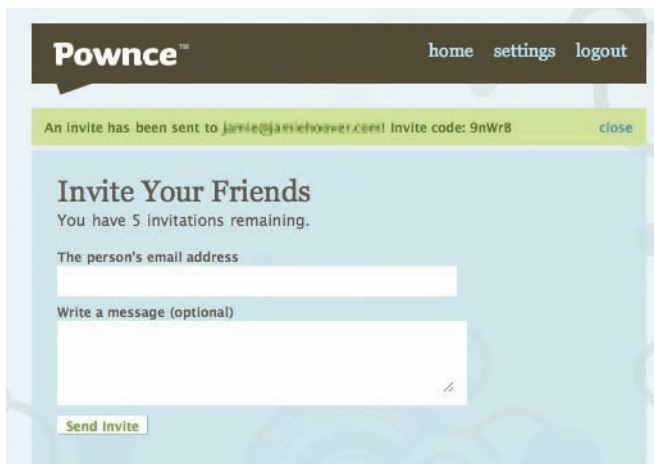 Pownce™
home settings logout
An invite has been sent to ! Invite code: 9nWrB close
Invite Your Friends
You have 5 invitations remaining.
The person's email address
Write a message (optional)
Send Invite